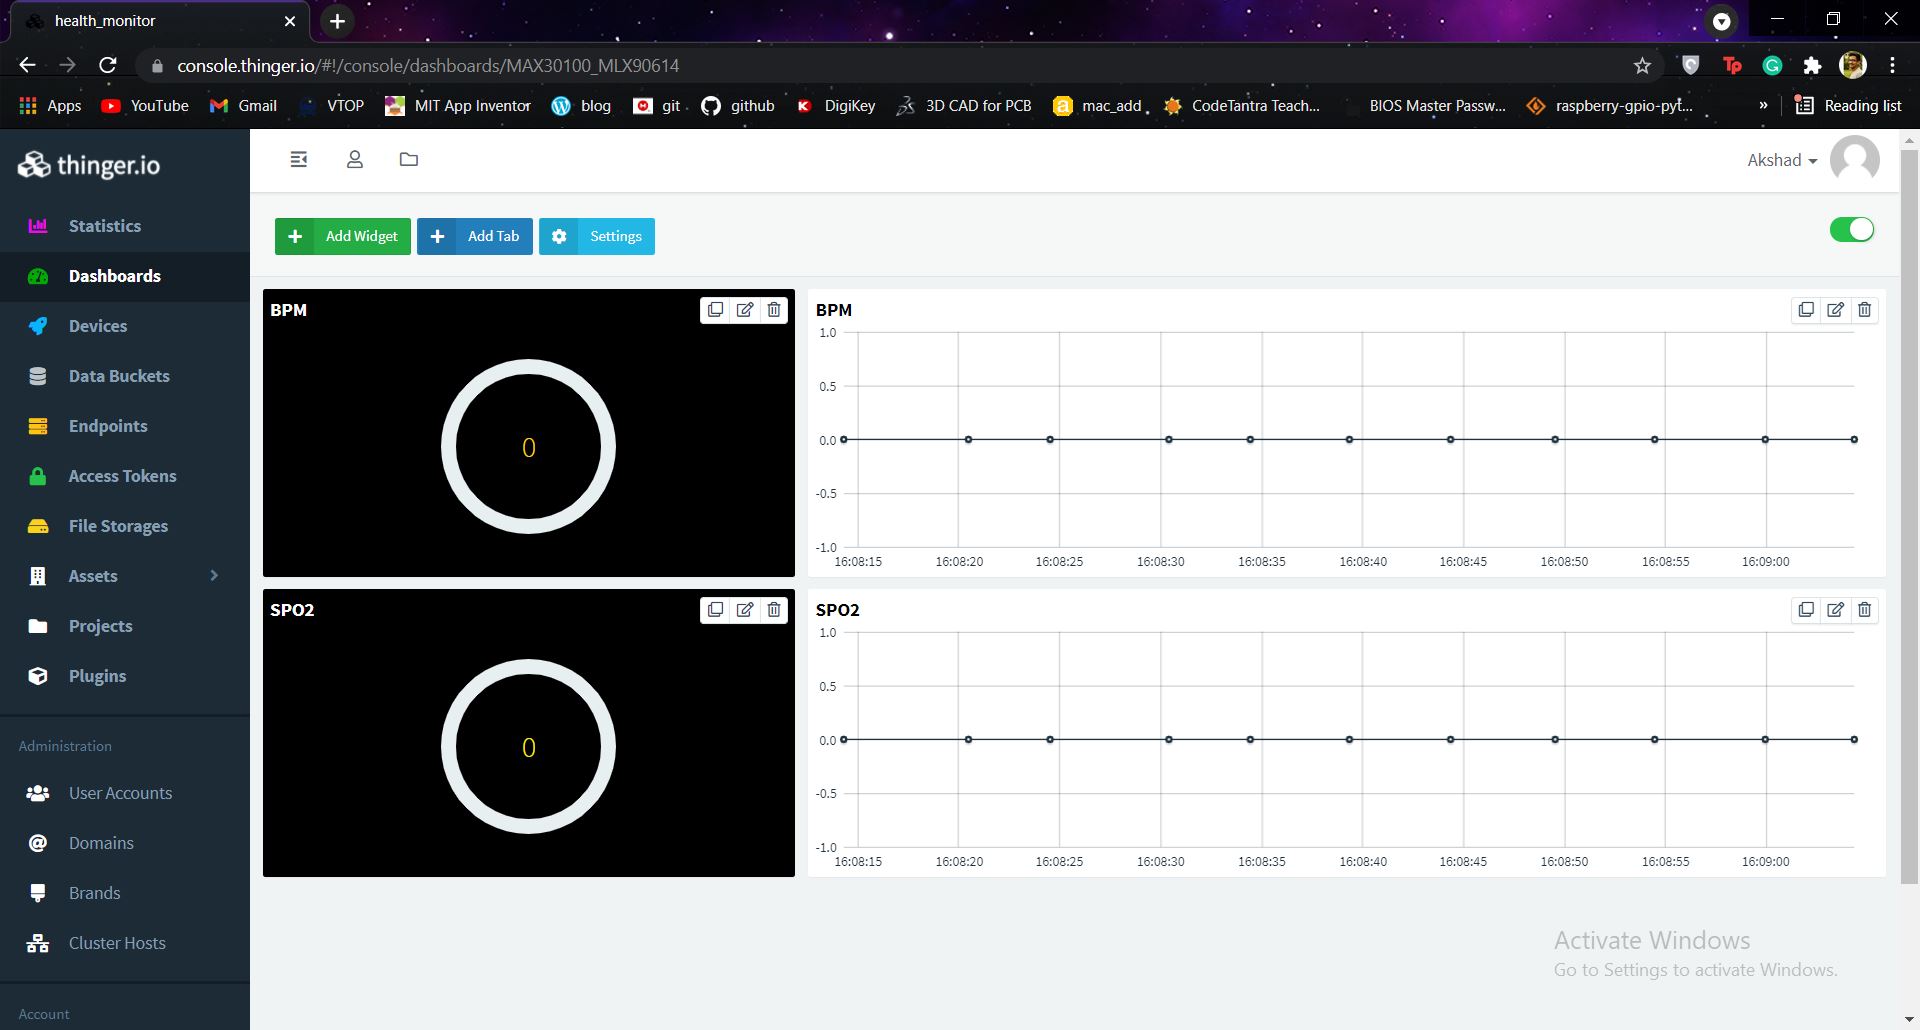 health_monitor
console.thinger.io/#!/console/dashboards/MAX30100_MLX90614
Apps YouTube Gmail VTOP MIT App Inventor blog git github DigiKey 3D CAD for PCB mac_add CodeTantra Teach... BIOS Master Passw... raspberry-gpio-pyt... » Reading list
thinger.io
Akshad
Statistics
Dashboards
Devices
Data Buckets
Endpoints
Access Tokens
File Storages
Assets
Projects
Plugins
Administration
User Accounts
Domains
Brands
Cluster Hosts
Account
Add Widget Add Tab Settings
BPM
0
BPM
1.0
0.5
0.0
-0.5
-1.0
16:08:15 16:08:20 16:08:25 16:08:30 16:08:35 16:08:40 16:08:45 16:08:50 16:08:55 16:09:00
SPO2
0
SPO2
1.0
0.5
0.0
-0.5
-1.0
16:08:15 16:08:20 16:08:25 16:08:30 16:08:35 16:08:40 16:08:45 16:08:50 16:08:55 16:09:00
Activate Windows
Go to Settings to activate Windows.